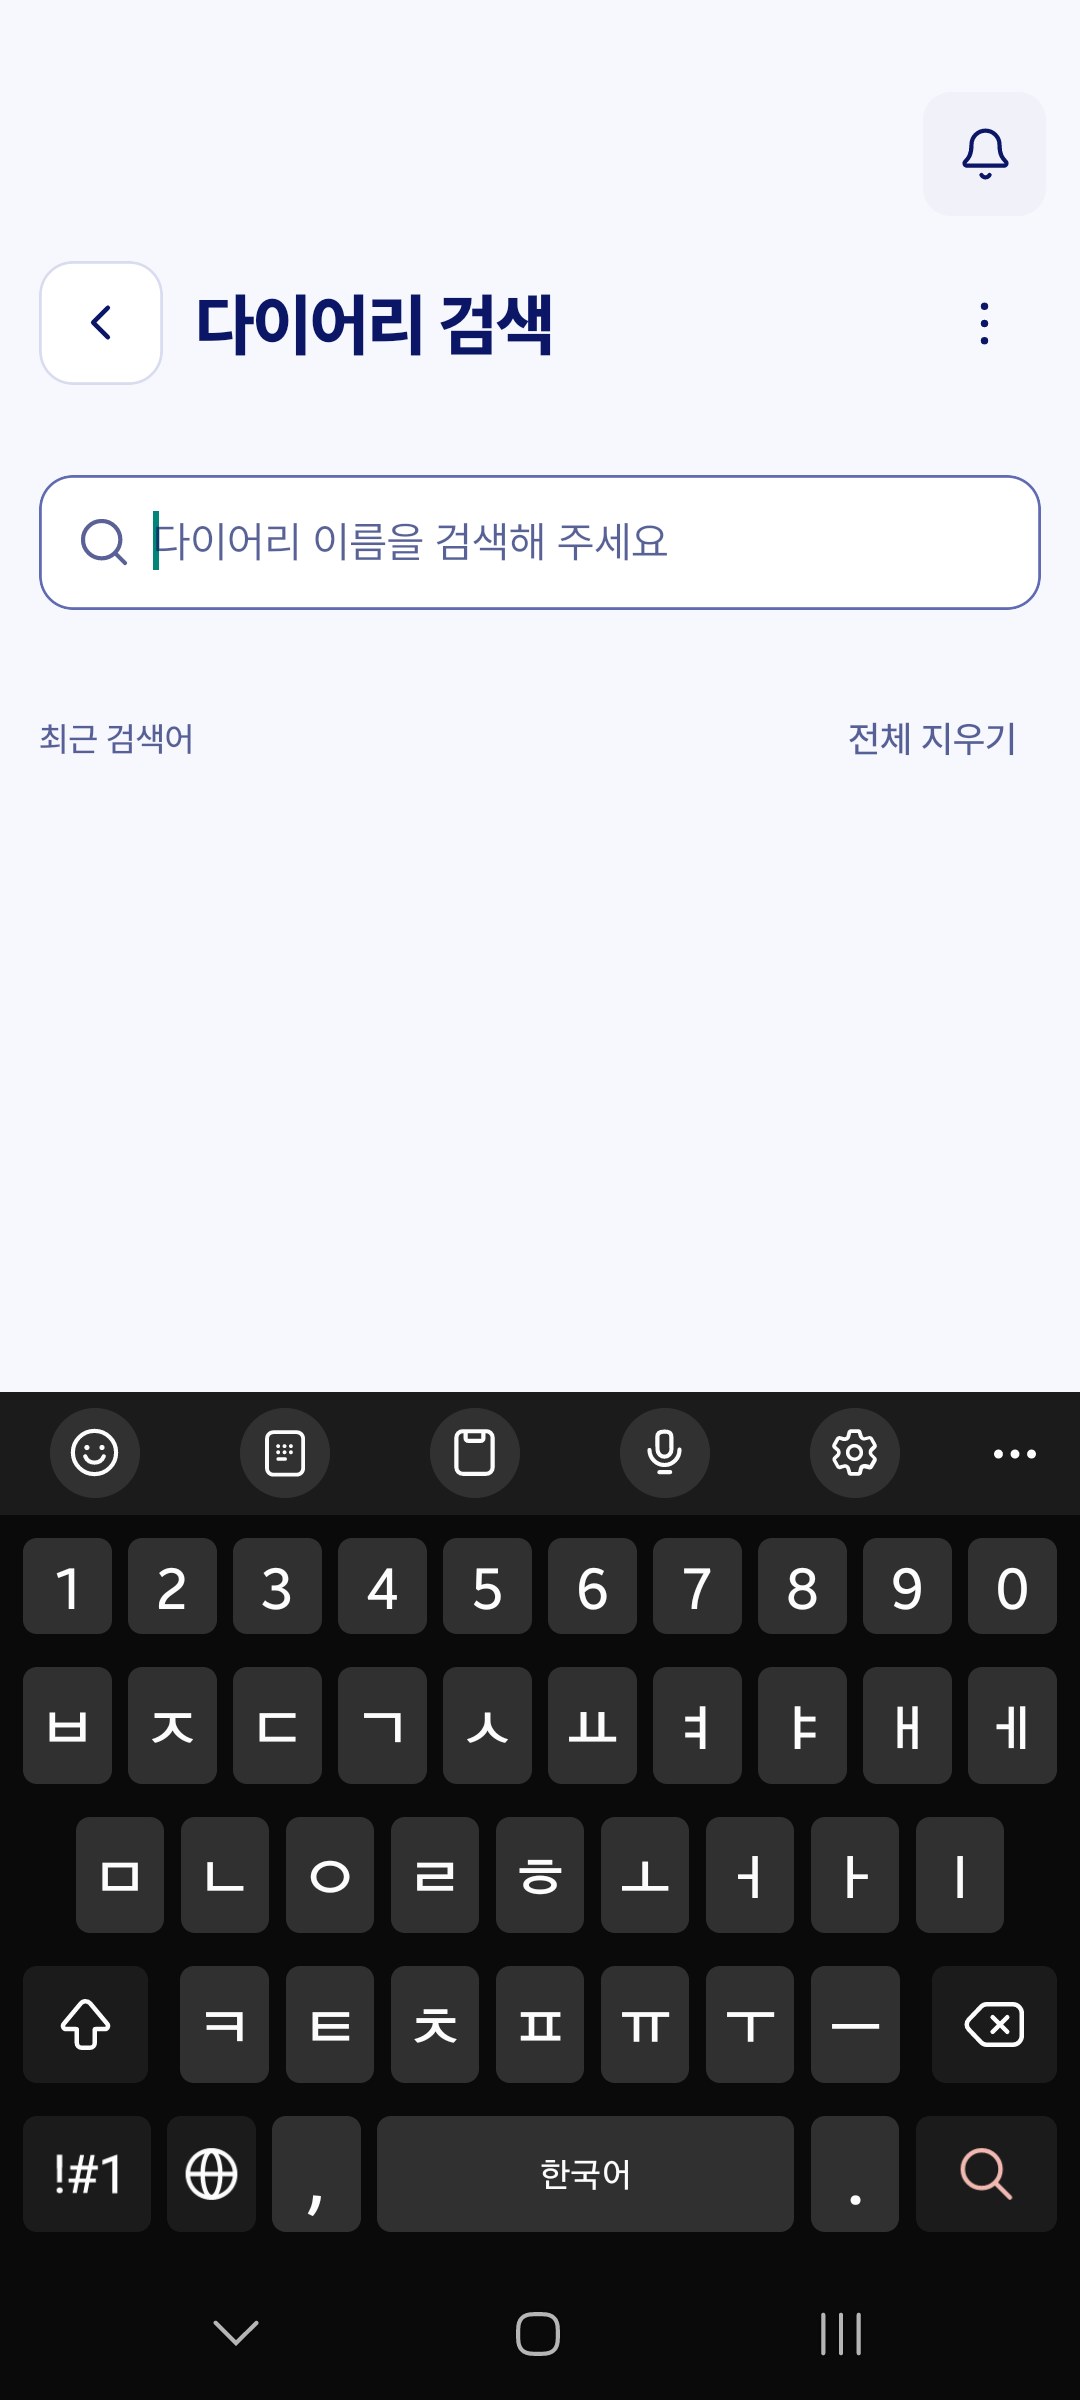 다이어리 검색
다이어리 이름을 검색해 주세요
최근 검색어 전체 지우기
1 2 3 4 5 6 7 8 9 0
ㅂ ㅈ ㄷ ㄱ ㅅ ㅛ ㅕ ㅑ ㅐ ㅔ
ㅁ ㄴ ㅇ ㄹ ㅎ ㅗ ㅓ ㅏ ㅣ
ㅋ ㅌ ㅊ ㅍ ㅠ ㅜ ㅡ
!#1 , 한국어 .